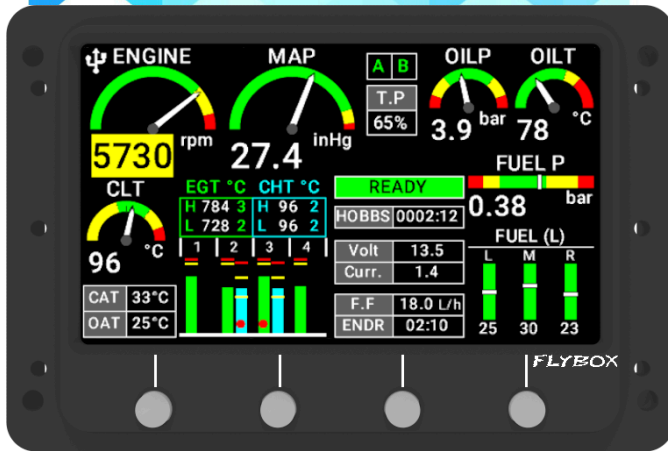 ENGINE
5730 rpm
MAP
27.4 inHg
A B
T.P
65%
OILP
3.9 bar
OILT
78 °C
CLT
96 °C
EGT °C CHT °C
H 784 3 H 96 2
L 728 2 L 96 2
1 2 3 4
READY
HOBBS 0002:12
Volt 13.5
Curr. 1.4
F.F 18.0 L/h
ENDR 02:10
FUEL P
0.38 bar
FUEL (L)
L M R
25 30 23
CAT 33°C
OAT 25°C
FLYBOX